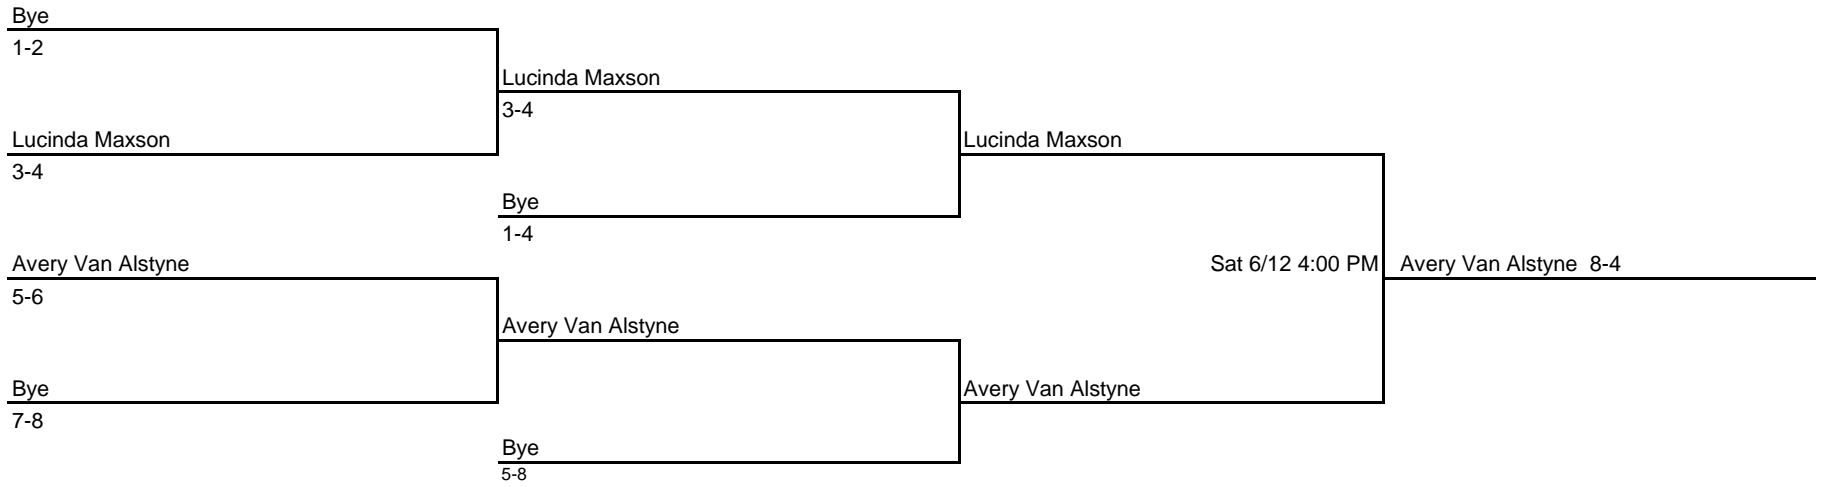 Bye
1-2
Lucinda Maxson
3-4
Lucinda Maxson
3-4
Lucinda Maxson
Bye
1-4
Avery Van Alstyne
5-6
Sat 6/12 4:00 PM
Avery Van Alstyne 8-4
Avery Van Alstyne
Bye
7-8
Avery Van Alstyne
Bye
5-8